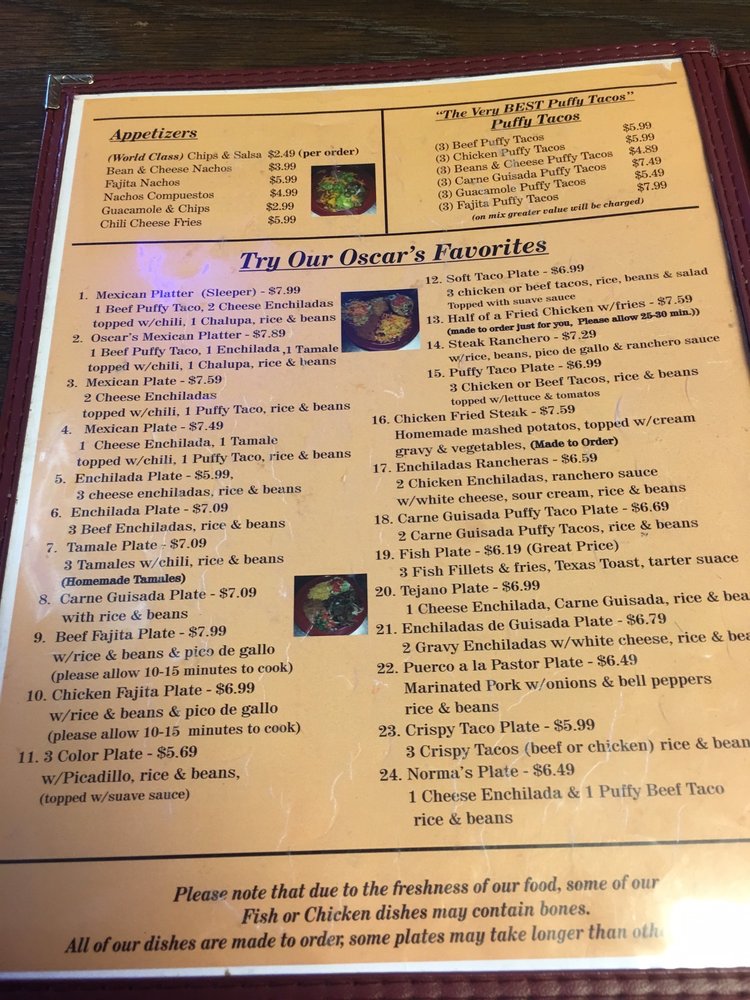 Appetizers
(World Class) Chips & Salsa $2.49 (per order)
Bean & Cheese Nachos $3.99
Fajita Nachos $5.99
Nachos Compuestos $4.99
Guacamole & Chips $2.99
Chili Cheese Fries $5.99
"The Very BEST Puffy Tacos"
Puffy Tacos
(3) Beef Puffy Tacos $5.99
(3) Chicken Puffy Tacos $5.99
(3) Beans & Cheese Puffy Tacos $4.89
(3) Carne Guisada Puffy Tacos $7.49
(3) Guacamole Puffy Tacos $5.49
(3) Fajita Puffy Tacos $7.99
(on mix greater value will be charged)
Try Our Oscar's Favorites
1. Mexican Platter (Sleeper) - $7.99
1 Beef Puffy Taco, 2 Cheese Enchiladas
topped w/chili, 1 Chalupa, rice & beans
2. Oscar's Mexican Platter - $7.89
1 Beef Puffy Taco, 1 Enchilada ,1 Tamale
topped w/chili, 1 Chalupa, rice & beans
3. Mexican Plate - $7.59
2 Cheese Enchiladas
topped w/chili, 1 Puffy Taco, rice & beans
4. Mexican Plate - $7.49
1 Cheese Enchilada, 1 Tamale
topped w/chili, 1 Puffy Taco, rice & beans
5. Enchilada Plate - $5.99,
3 cheese enchiladas, rice & beans
6. Enchilada Plate - $7.09
3 Beef Enchiladas, rice & beans
7. Tamale Plate - $7.09
3 Tamales w/chili, rice & beans
(Homemade Tamales)
8. Carne Guisada Plate - $7.09
with rice & beans
9. Beef Fajita Plate - $7.99
w/rice & beans & pico de gallo
(please allow 10-15 minutes to cook)
10. Chicken Fajita Plate - $6.99
w/rice & beans & pico de gallo
(please allow 10-15 minutes to cook)
11. 3 Color Plate - $5.69
w/Picadillo, rice & beans,
(topped w/suave sauce)
12. Soft Taco Plate - $6.99
3 chicken or beef tacos, rice, beans & salad
Topped with suave sauce
13. Half of a Fried Chicken w/fries - $7.59
(made to order just for you, Please allow 25-30 min.))
14. Steak Ranchero - $7.29
w/rice, beans, pico de gallo & ranchero sauce
15. Puffy Taco Plate - $6.99
3 Chicken or Beef Tacos, rice & beans
topped w/lettuce & tomatos
16. Chicken Fried Steak - $7.59
Homemade mashed potatos, topped w/cream
gravy & vegetables, (Made to Order)
17. Enchiladas Rancheras - $6.59
2 Chicken Enchiladas, ranchero sauce
w/white cheese, sour cream, rice & beans
18. Carne Guisada Puffy Taco Plate - $6.69
2 Carne Guisada Puffy Tacos, rice & beans
19. Fish Plate - $6.19 (Great Price)
3 Fish Fillets & fries, Texas Toast, tarter suace
20. Tejano Plate - $6.99
1 Cheese Enchilada, Carne Guisada, rice & bea
21. Enchiladas de Guisada Plate - $6.79
2 Gravy Enchiladas w/white cheese, rice & bea
22. Puerco a la Pastor Plate - $6.49
Marinated Pork w/onions & bell peppers
rice & beans
23. Crispy Taco Plate - $5.99
3 Crispy Tacos (beef or chicken) rice & bean
24. Norma's Plate - $6.49
1 Cheese Enchilada & 1 Puffy Beef Taco
rice & beans
Please note that due to the freshness of our food, some of our
Fish or Chicken dishes may contain bones.
All of our dishes are made to order, some plates may take longer than oth